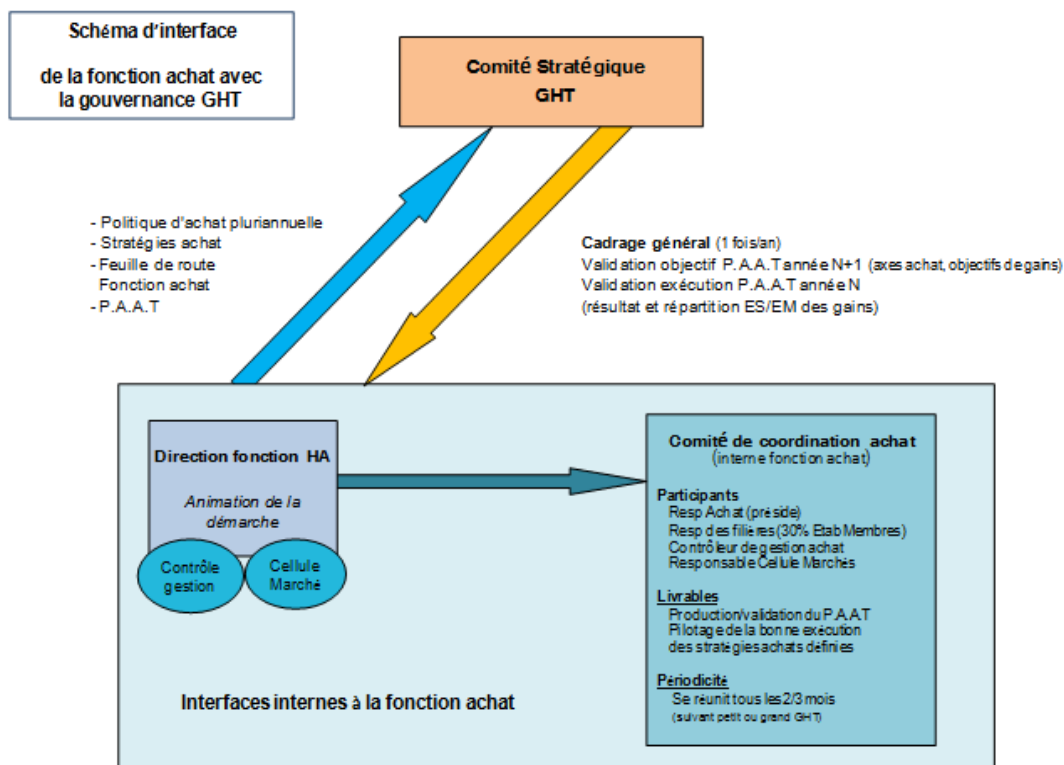 Schéma d'interface
de la fonction achat avec
la gouvernance GHT
Comité Stratégique
GHT
- Politique d'achat pluriannuelle
- Stratégies achat
- Feuille de route
Fonction achat
- P.A.A.T
Cadrage général (1 fois/an)
Validation objectif P.A.A.T année N+1 (axes achat, objectifs de gains)
Validation exécution P.A.A.T année N
(résultat et répartition ES/EM des gains)
Direction fonction HA
Animation de la
démarche
Contrôle
gestion
Cellule
Marché
Comité de coordination achat
(interne fonction achat)
Participants
Resp Achat (préside)
Resp des filières (30% Etab Membres)
Contrôleur de gestion achat
Responsable Cellule Marchés
Livrables
Production/validation du P.A.A.T
Pilotage de la bonne exécution
des stratégies achats définies
Périodicité
Se réunit tous les 2/3 mois
(suivant petit ou grand GHT)
Interfaces internes à la fonction achat